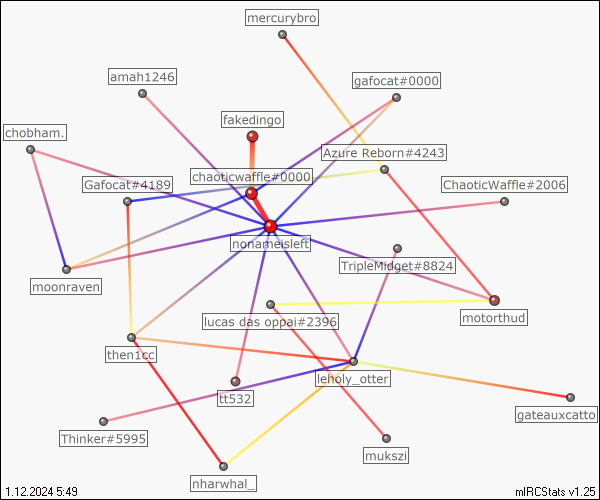 mercurybro
amah1246
gafocat#0000
fakedingo
chobham.
Azure Reborn#4243
chaoticwaffle#0000
Gafocat#4189
ChaoticWaffle#2006
nonameisleft
TripleMidget#8824
moonraven
lucas das oppai#2396
motorthud
then1cc
leholy_otter
tt532
gateauxcatto
Thinker#5995
mukszi
nharwhal_
1.12.2024 5:49
mIRCStats v1.25